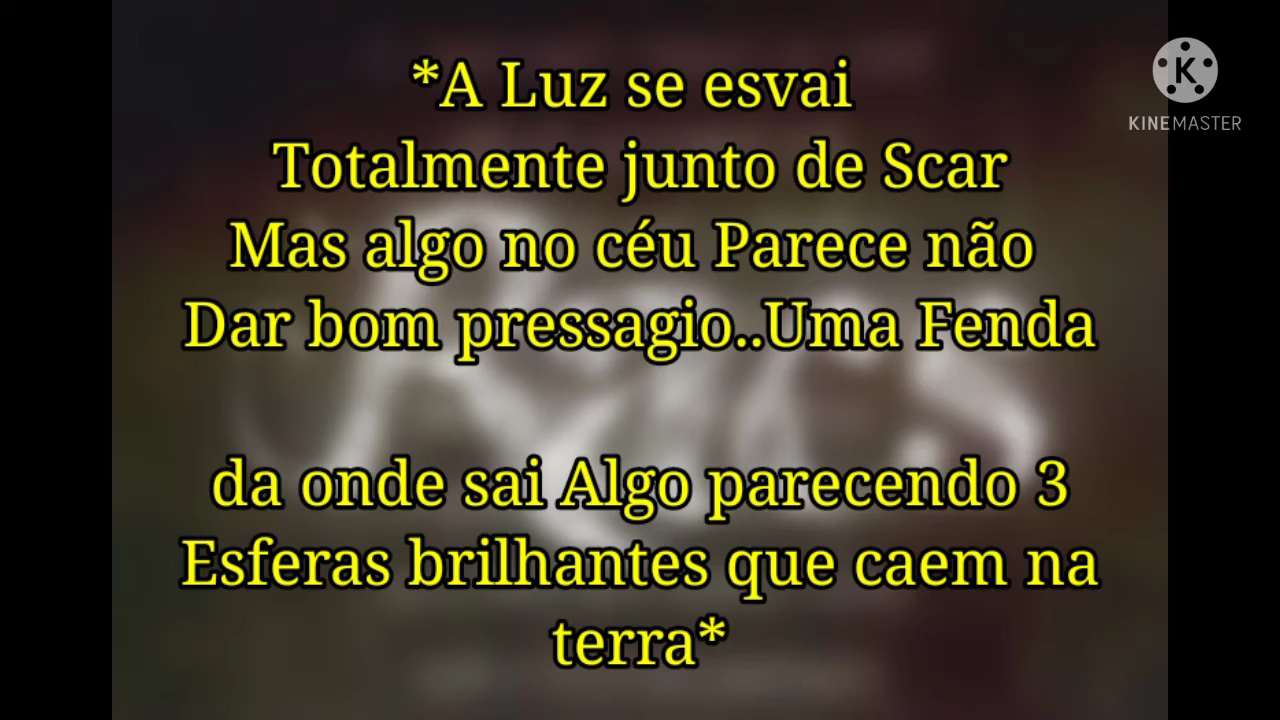 *A Luz se esvai
Totalmente junto de Scar
Mas algo no céu Parece não
Dar bom pressagio..Uma Fenda
da onde sai Algo parecendo 3
Esferas brilhantes que caem na
terra*
K
KINEMASTER